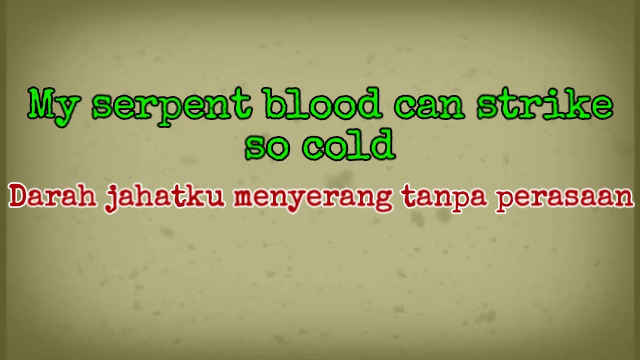 My serpent blood can strike
so cold
Darah jahatku menyerang tanpa perasaan